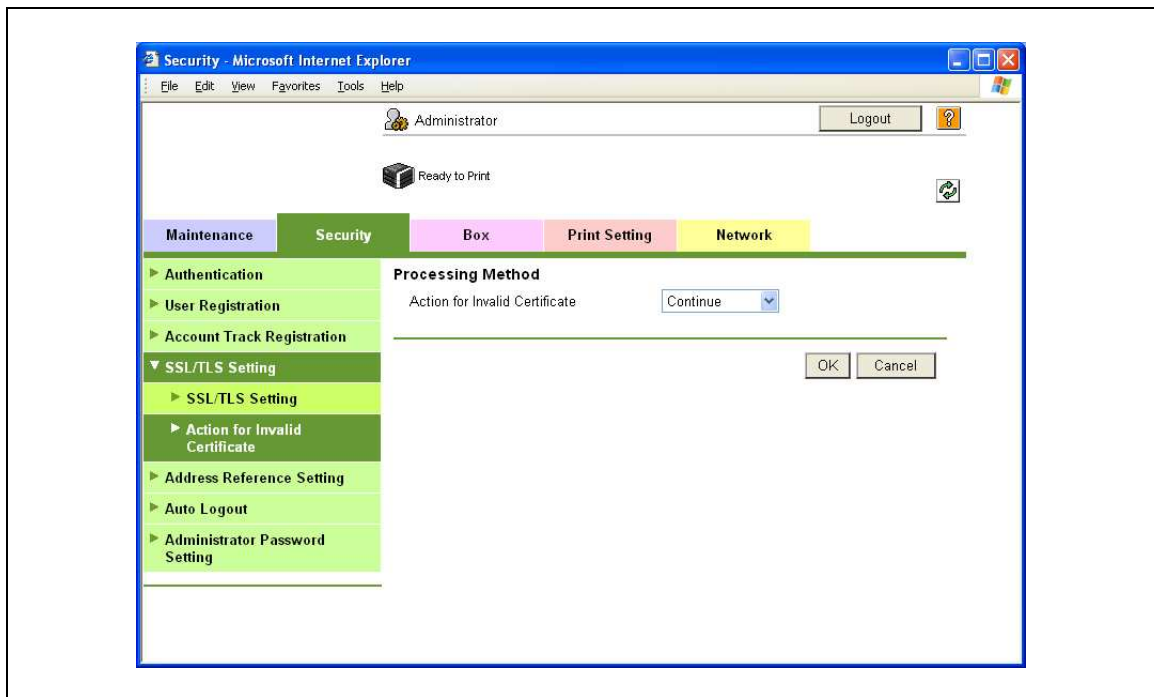 Security - Microsoft Internet Explorer
File Edit View Favorites Tools Help
Administrator
Logout
?
Ready to Print
Maintenance Security Box Print Setting Network
Authentication
User Registration
Account Track Registration
SSL/TLS Setting
SSL/TLS Setting
Action for Invalid
Certificate
Address Reference Setting
Auto Logout
Administrator Password
Setting
Processing Method
Action for Invalid Certificate Continue
OK Cancel